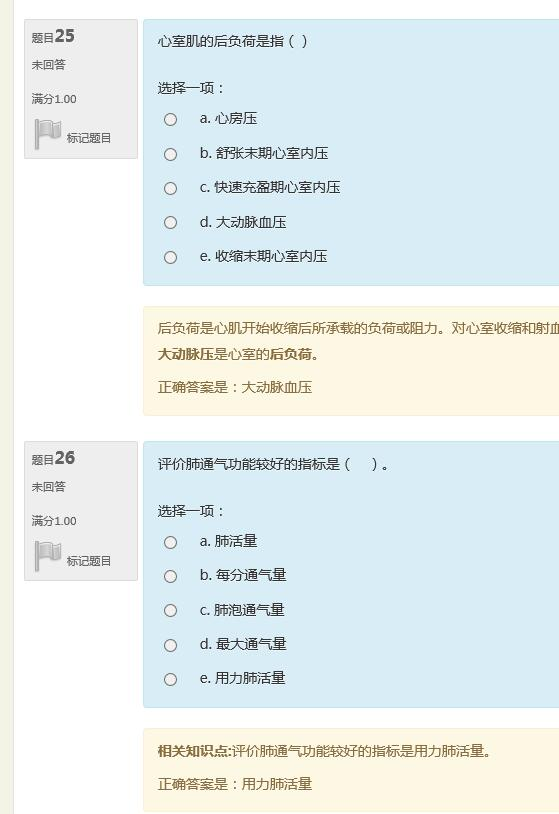 题目25
未回答
满分1.00
标记题目
心室肌的后负荷是指（ ）
选择一项：
a. 心房压
b. 舒张末期心室内压
c. 快速充盈期心室内压
d. 大动脉血压
e. 收缩末期心室内压
后负荷是心肌开始收缩后所承载的负荷或阻力。对心室收缩和射血
大动脉压是心室的后负荷。
正确答案是：大动脉血压
题目26
未回答
满分1.00
标记题目
评价肺通气功能较好的指标是（ ）。
选择一项：
a. 肺活量
b. 每分通气量
c. 肺泡通气量
d. 最大通气量
e. 用力肺活量
相关知识点:评价肺通气功能较好的指标是用力肺活量。
正确答案是：用力肺活量